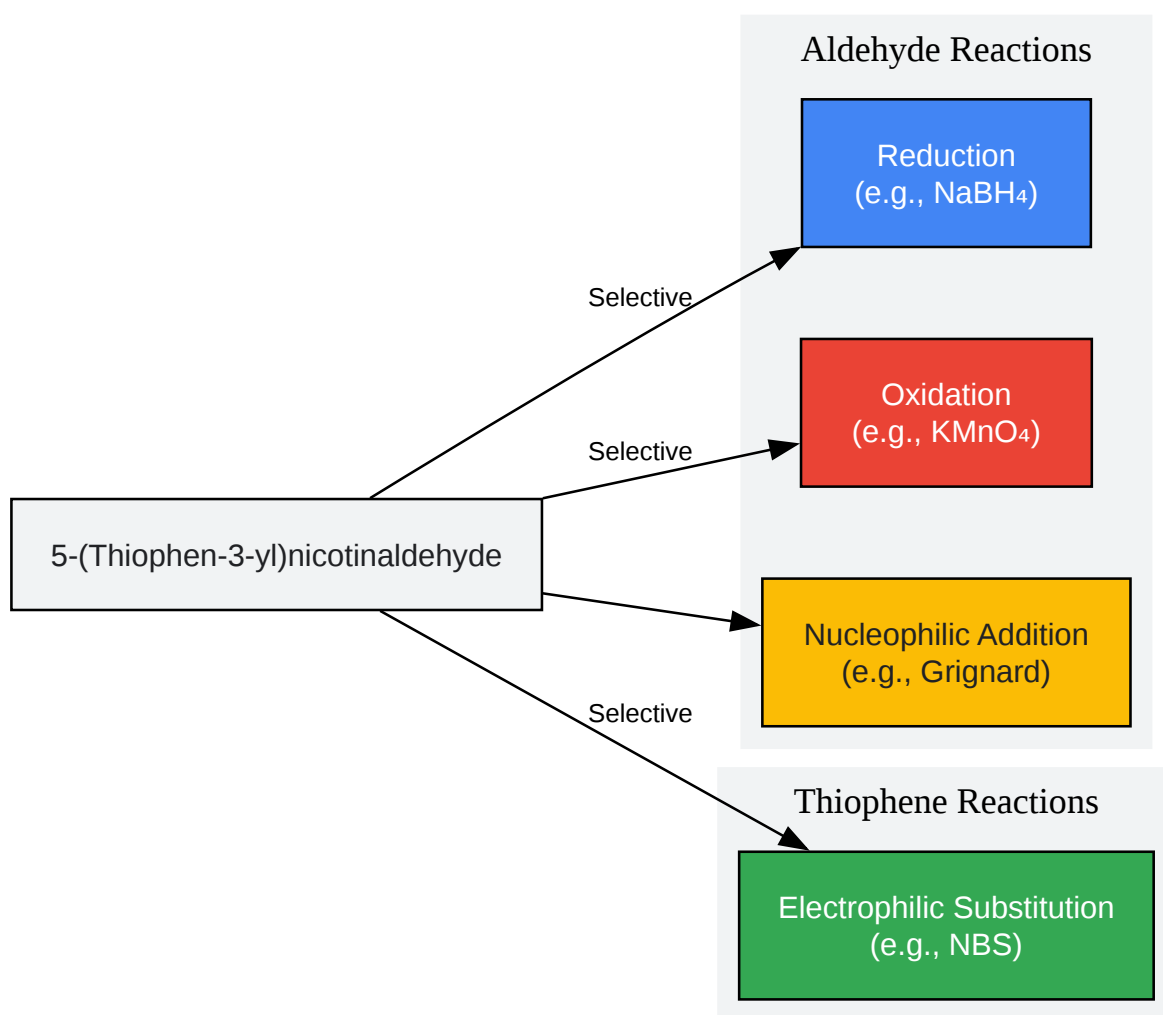 Aldehyde Reactions
Reduction
(e.g., NaBH₄)
Selective
Oxidation
(e.g., KMnO₄)
Selective
5-(Thiophen-3-yl)nicotinaldehyde
Nucleophilic Addition
(e.g., Grignard)
Selective
Thiophene Reactions
Electrophilic Substitution
(e.g., NBS)